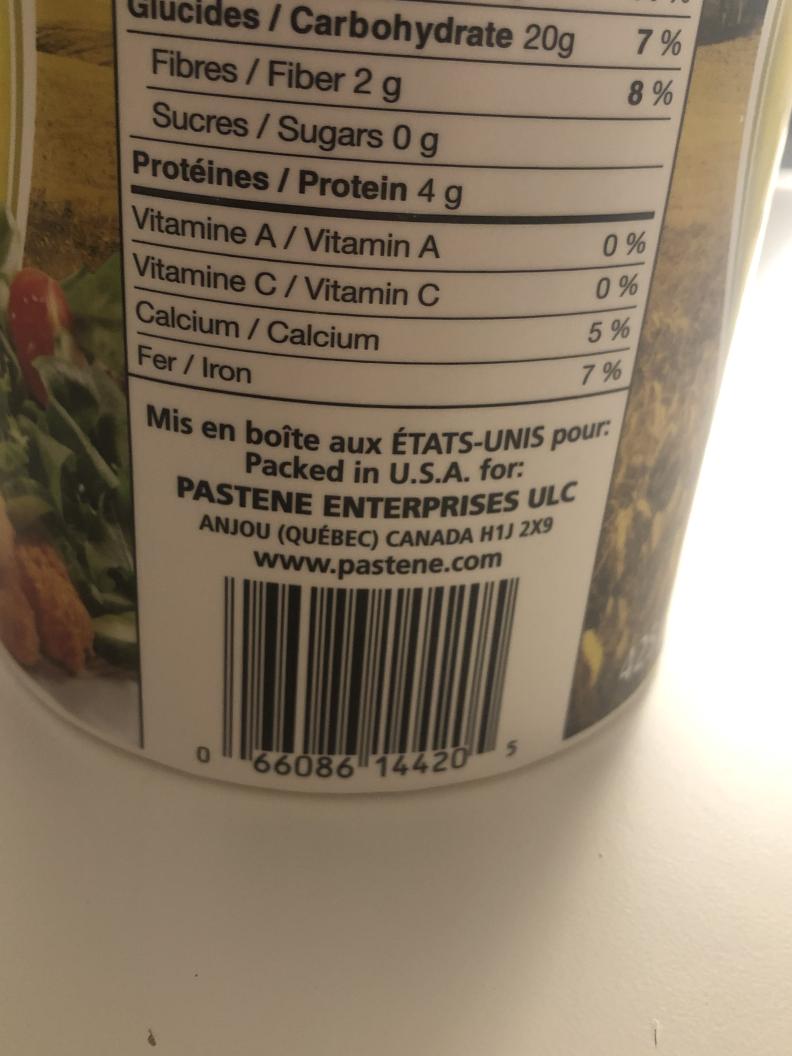 Glucides / Carbohydrate 20g 7 %
Fibres / Fiber 2 g 8 %
Sucres / Sugars 0 g
Protéines / Protein 4 g
Vitamine A / Vitamin A 0 %
Vitamine C / Vitamin C 0 %
Calcium / Calcium 5 %
Fer / Iron 7 %
Mis en boîte aux ÉTATS-UNIS pour:
Packed in U.S.A. for:
PASTENE ENTERPRISES ULC
ANJOU (QUÉBEC) CANADA H1J 2X9
www.pastene.com
0 66086 14420 5